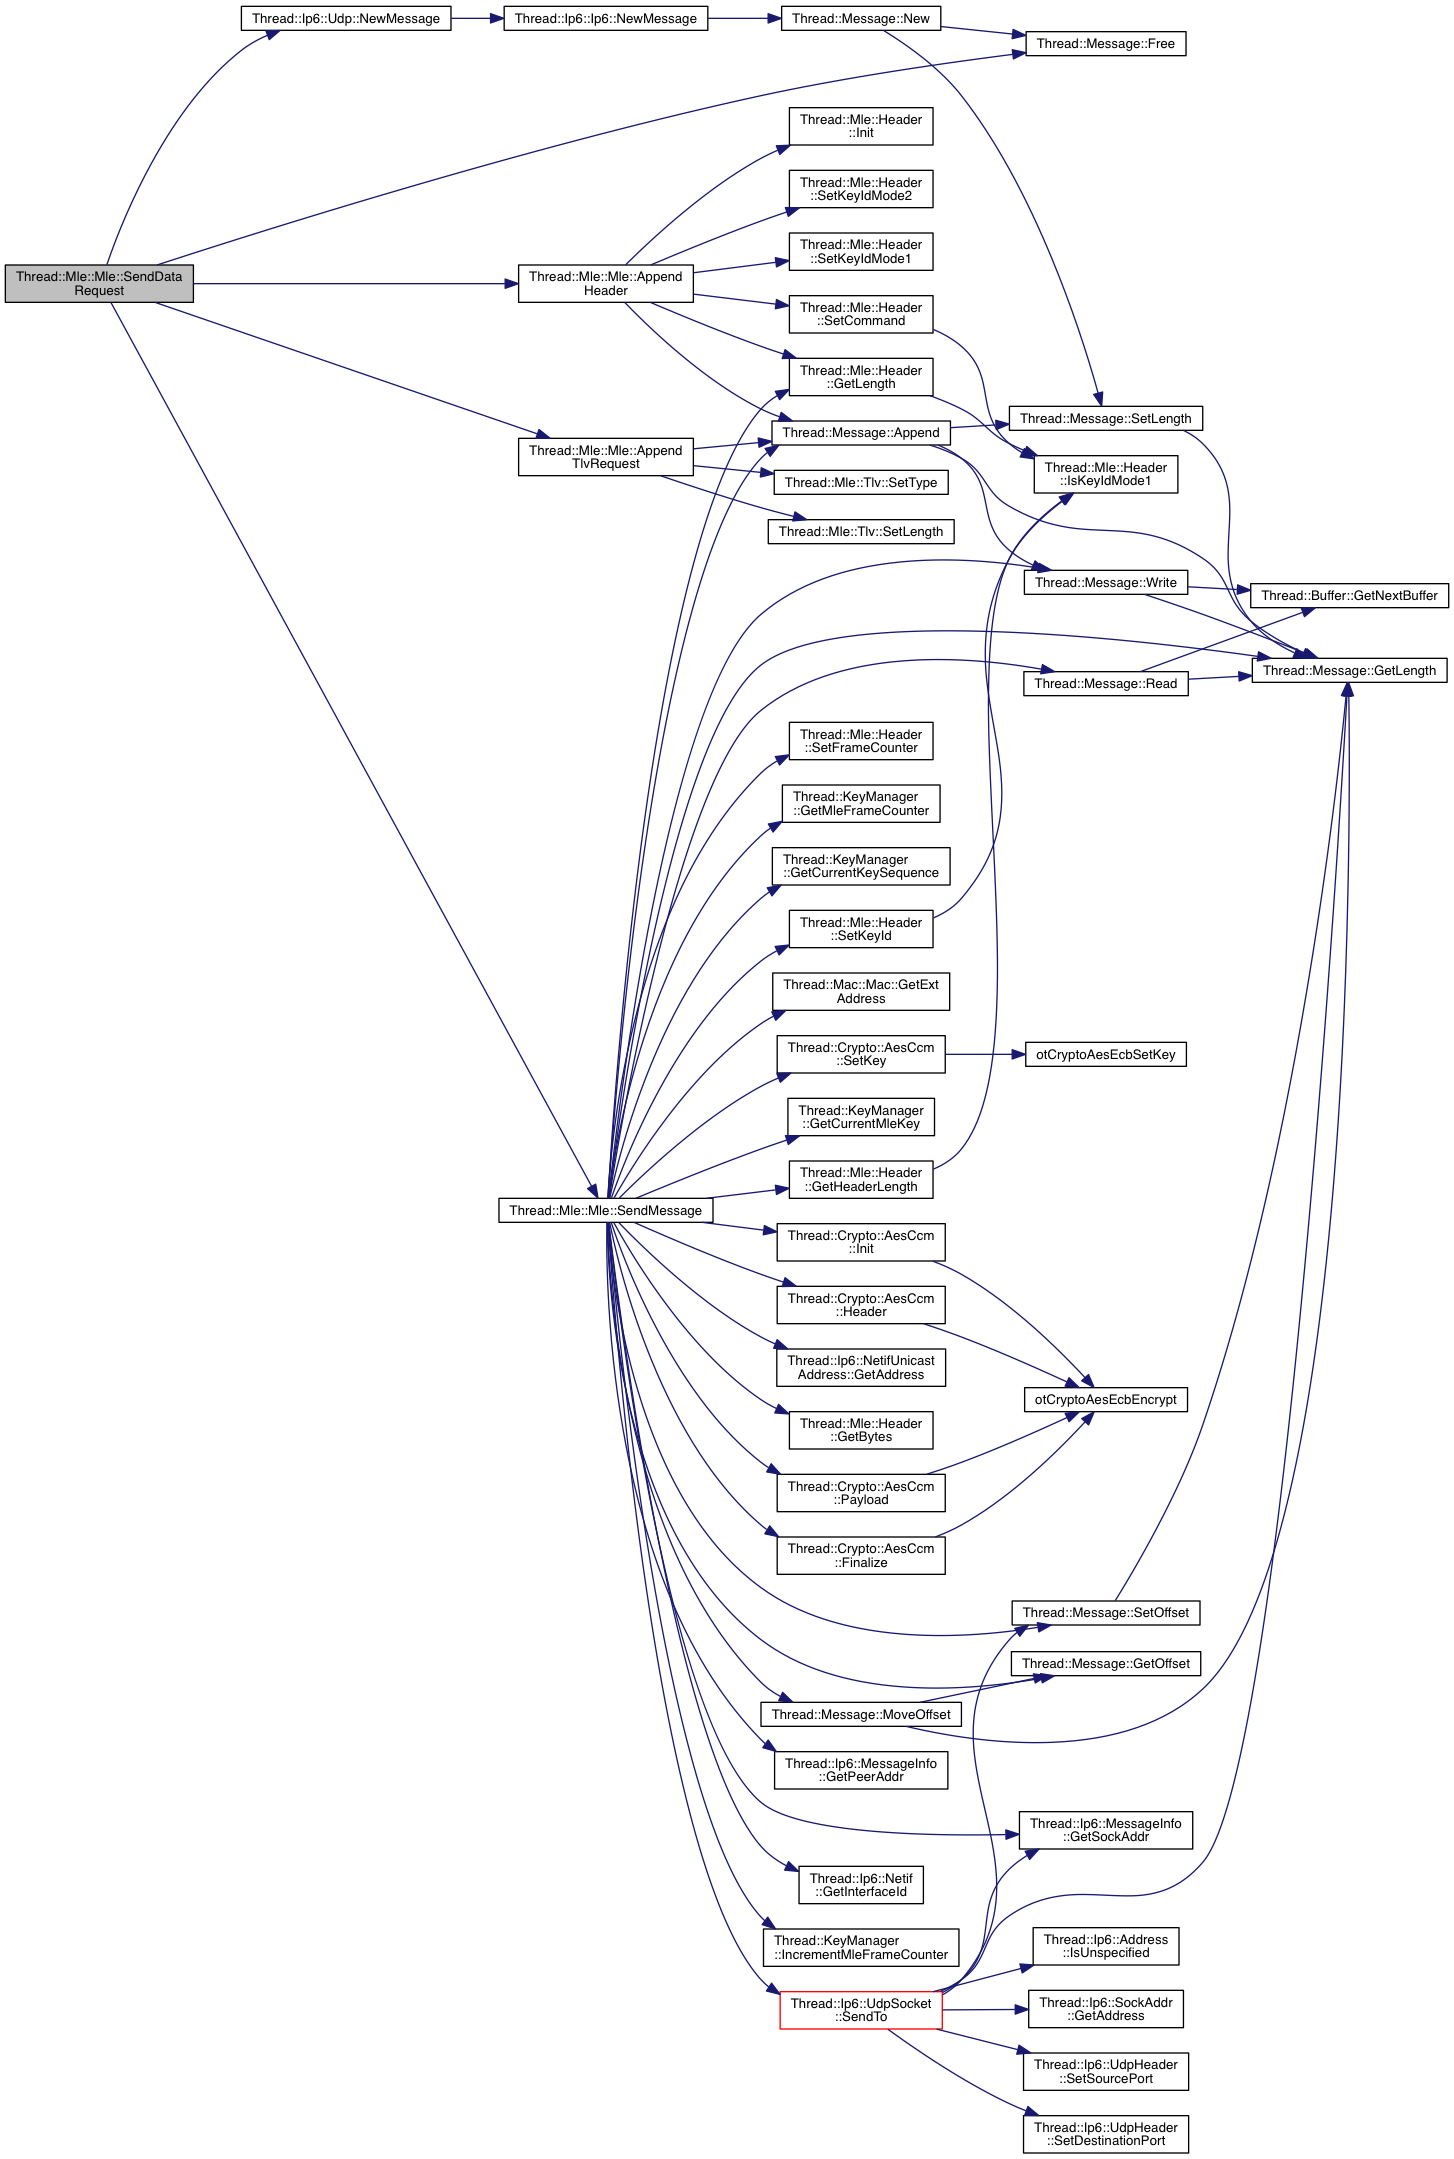 Thread::Ip6::Udp::NewMessage
Thread::Ip6::Ip6::NewMessage
Thread::Message::New
Thread::Message::Free
Thread::Mle::Header
::Init
Thread::Mle::Header
::SetKeyIdMode2
Thread::Mle::Header
::SetKeyIdMode1
Thread::Mle::Mle::SendData
Request
Thread::Mle::Mle::Append
Header
Thread::Mle::Header
::SetCommand
Thread::Mle::Header
::GetLength
Thread::Message::SetLength
Thread::Message::Append
Thread::Mle::Mle::Append
TlvRequest
Thread::Mle::Header
::IsKeyIdMode1
Thread::Mle::Tlv::SetType
Thread::Mle::Tlv::SetLength
Thread::Message::Write
Thread::Buffer::GetNextBuffer
Thread::Message::GetLength
Thread::Message::Read
Thread::Mle::Header
::SetFrameCounter
Thread::KeyManager
::GetMleFrameCounter
Thread::KeyManager
::GetCurrentKeySequence
Thread::Mle::Header
::SetKeyId
Thread::Mac::Mac::GetExt
Address
Thread::Crypto::AesCcm
::SetKey
otCryptoAesEcbSetKey
Thread::KeyManager
::GetCurrentMleKey
Thread::Mle::Header
::GetHeaderLength
Thread::Mle::Mle::SendMessage
Thread::Crypto::AesCcm
::Init
Thread::Crypto::AesCcm
::Header
Thread::Ip6::NetifUnicast
Address::GetAddress
otCryptoAesEcbEncrypt
Thread::Mle::Header
::GetBytes
Thread::Crypto::AesCcm
::Payload
Thread::Crypto::AesCcm
::Finalize
Thread::Message::SetOffset
Thread::Message::GetOffset
Thread::Message::MoveOffset
Thread::Ip6::MessageInfo
::GetPeerAddr
Thread::Ip6::MessageInfo
::GetSockAddr
Thread::Ip6::Netif
::GetInterfaceId
Thread::KeyManager
::IncrementMleFrameCounter
Thread::Ip6::Address
::IsUnspecified
Thread::Ip6::UdpSocket
::SendTo
Thread::Ip6::SockAddr
::GetAddress
Thread::Ip6::UdpHeader
::SetSourcePort
Thread::Ip6::UdpHeader
::SetDestinationPort